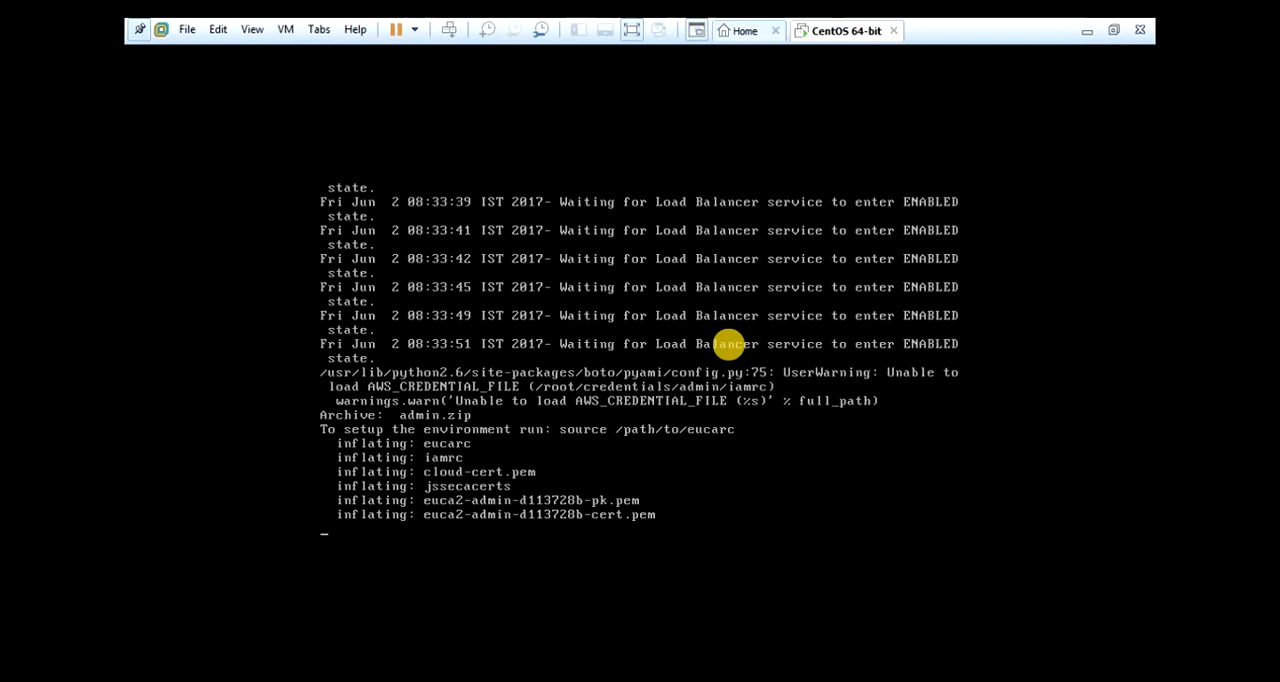 File Edit View VM Tabs Help Home CentOS 64-bit
state.
Fri Jun 2 08:33:39 IST 2017- Waiting for Load Balancer service to enter ENABLED
state.
Fri Jun 2 08:33:41 IST 2017- Waiting for Load Balancer service to enter ENABLED
state.
Fri Jun 2 08:33:42 IST 2017- Waiting for Load Balancer service to enter ENABLED
state.
Fri Jun 2 08:33:45 IST 2017- Waiting for Load Balancer service to enter ENABLED
state.
Fri Jun 2 08:33:49 IST 2017- Waiting for Load Balancer service to enter ENABLED
state.
Fri Jun 2 08:33:51 IST 2017- Waiting for Load Balancer service to enter ENABLED
state.
/usr/lib/python2.6/site-packages/boto/pyami/config.py:75: UserWarning: Unable to
load AWS_CREDENTIAL_FILE (/root/credentials/admin/iamrc)
warnings.warn('Unable to load AWS_CREDENTIAL_FILE (%s)' % full_path)
Archive: admin.zip
To setup the environment run: source /path/to/eucarc
inflating: eucarc
inflating: iamrc
inflating: cloud-cert.pem
inflating: jssecacerts
inflating: euca2-admin-d113728b-pk.pem
inflating: euca2-admin-d113728b-cert.pem